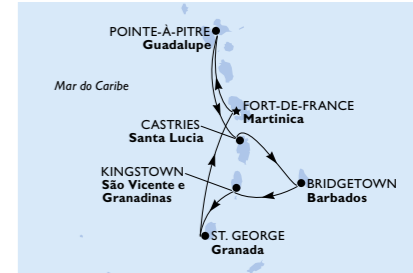 POINTE-À-PITRE
Guadalupe
Mar do Caribe
FORT-DE-FRANCE
Martinica
CASTRIES
Santa Lucia
KINGSTOWN
São Vicente e
Granadinas
BRIDGETOWN
Barbados
ST. GEORGE
Granada